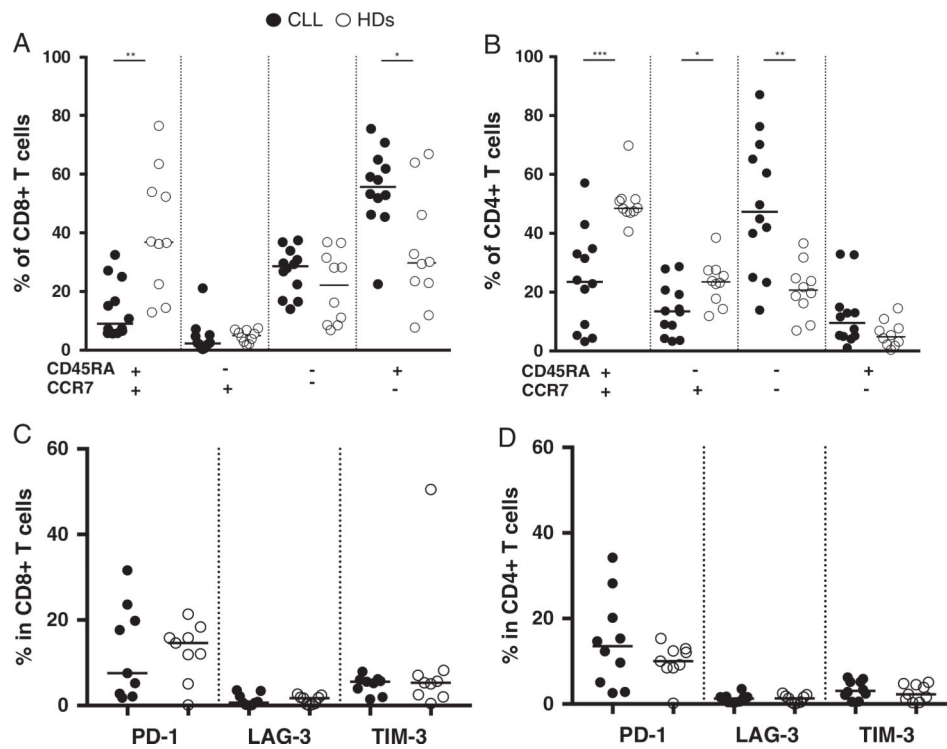 CLL HDs
A
B
% of CD8+ T cells
100
80
60
40
20
0
** *
CD45RA + - - +
CCR7 + + - -
% of CD4+ T cells
100
80
60
40
20
0
*** * **
CD45RA + - - +
CCR7 + + - -
C
% in CD8+ T cells
60
40
20
0
PD-1 LAG-3 TIM-3
D
% in CD4+ T cells
60
40
20
0
PD-1 LAG-3 TIM-3